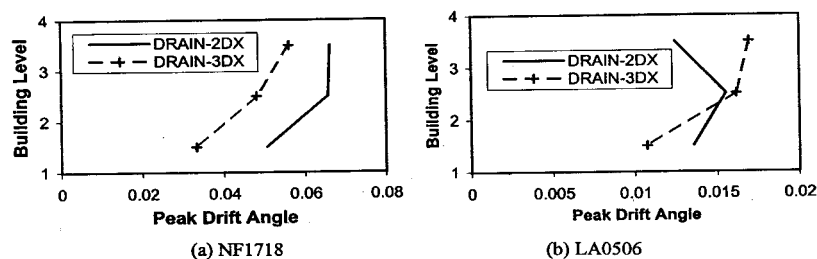 4
3
2
1
Building Level
DRAIN-2DX
DRAIN-3DX
0 0.02 0.04 0.06 0.08
Peak Drift Angle
(a) NF1718
4
3
2
1
Building Level
DRAIN-2DX
DRAIN-3DX
0 0.005 0.01 0.015 0.02
Peak Drift Angle
(b) LA0506